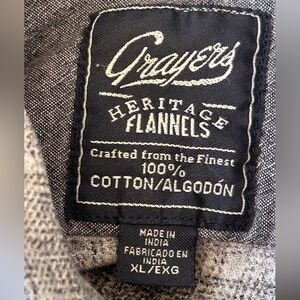 Grayers
HERITAGE
FLANNELS
Crafted from the Finest
100%
COTTON/ALGODÓN
MADE IN
INDIA
FABRICADO EN
INDIA
XL/EXG